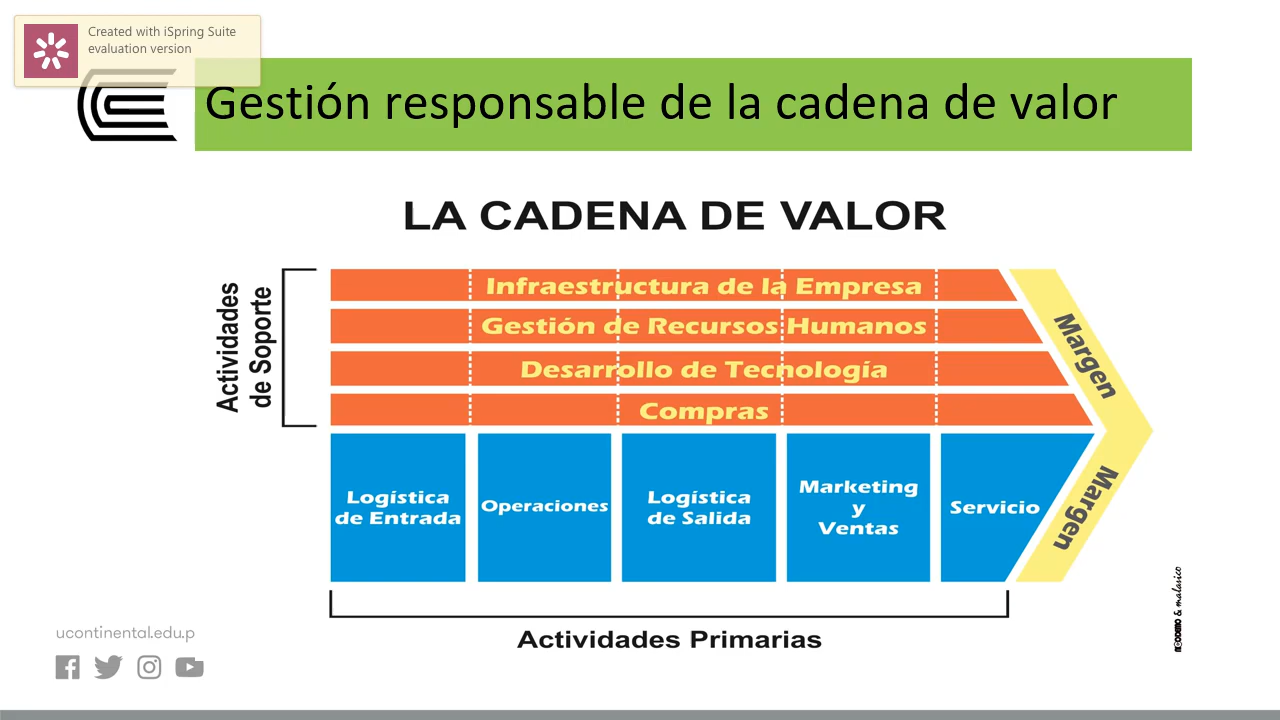 Created with iSpring Suite
evaluation version
Gestión responsable de la cadena de valor
LA CADENA DE VALOR
Actividades
de Soporte
Infraestructura de la Empresa
Gestión de Recursos Humanos
Desarrollo de Tecnología
Compras
Margen
Margen
Logística
de Entrada
Operaciones
Logística
de Salida
Marketing
y
Ventas
Servicio
Actividades Primarias
ucontinental.edu.p
& malasico